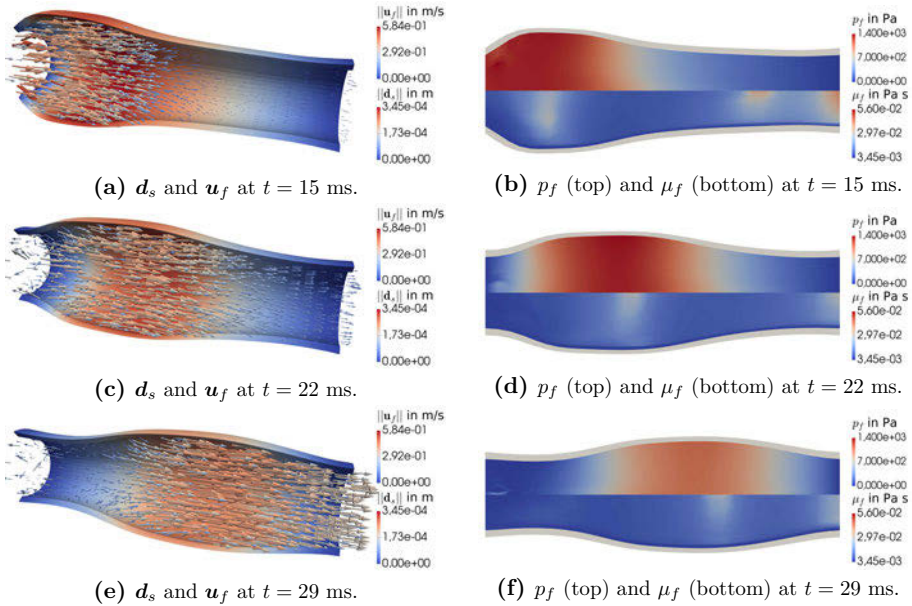 ||u_f|| in m/s
5,84e-01
2.92e-01
0.00e+00
||d_s|| in m
3.45e-04
1.73e-04
0.00e+00
(a) d_s and u_f at t = 15 ms.
p_f in Pa
1.400e+03
7.000e+02
0.000e+00
μ_f in Pa s
5.60e-02
2.97e-02
3.45e-03
(b) p_f (top) and μ_f (bottom) at t = 15 ms.
||u_f|| in m/s
5,84e-01
2.92e-01
0.00e+00
||d_s|| in m
3.45e-04
1.73e-04
0.00e+00
(c) d_s and u_f at t = 22 ms.
p_f in Pa
1.400e+03
7.000e+02
0.000e+00
μ_f in Pa s
5.60e-02
2.97e-02
3.45e-03
(d) p_f (top) and μ_f (bottom) at t = 22 ms.
||u_f|| in m/s
5,84e-01
2.92e-01
0.00e+00
||d_s|| in m
3.45e-04
1.73e-04
0.00e+00
(e) d_s and u_f at t = 29 ms.
p_f in Pa
1.400e+03
7.000e+02
0.000e+00
μ_f in Pa s
5.60e-02
2.97e-02
3.45e-03
(f) p_f (top) and μ_f (bottom) at t = 29 ms.